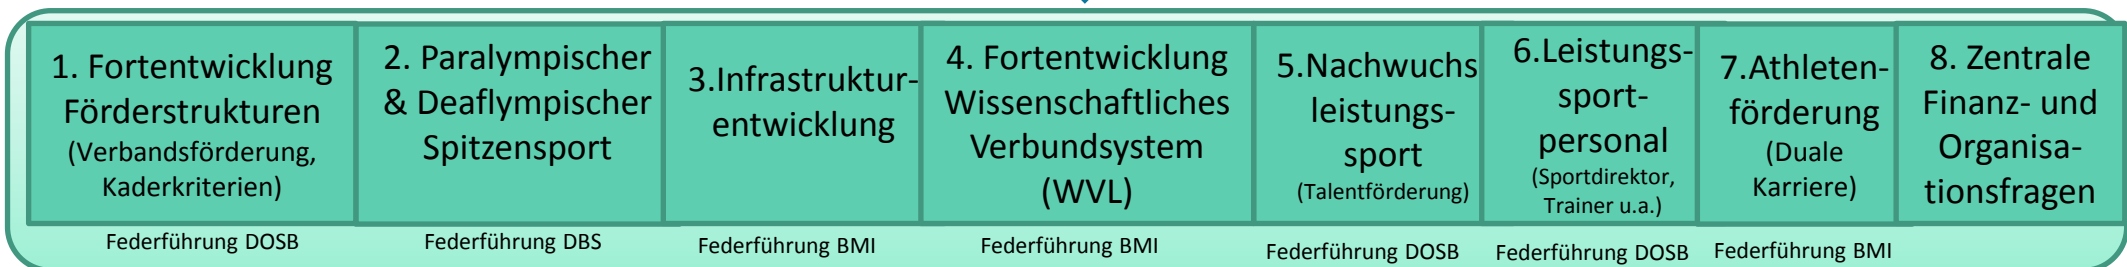 1. Fortentwicklung
Förderstrukturen
(Verbandsförderung,
Kaderkriterien)
Federführung DOSB
2. Paralympischer
& Deaflympischer
Spitzensport
Federführung DBS
3.Infrastruktur-
entwicklung
Federführung BMI
4. Fortentwicklung
Wissenschaftliches
Verbundsystem
(WVL)
Federführung BMI
5.Nachwuchs
leistungs-
sport
(Talentförderung)
Federführung DOSB
6.Leistungs-
sport-
personal
(Sportdirektor,
Trainer u.a.)
Federführung DOSB
7.Athleten-
förderung
(Duale
Karriere)
Federführung BMI
8. Zentrale
Finanz- und
Organisa-
tionsfragen